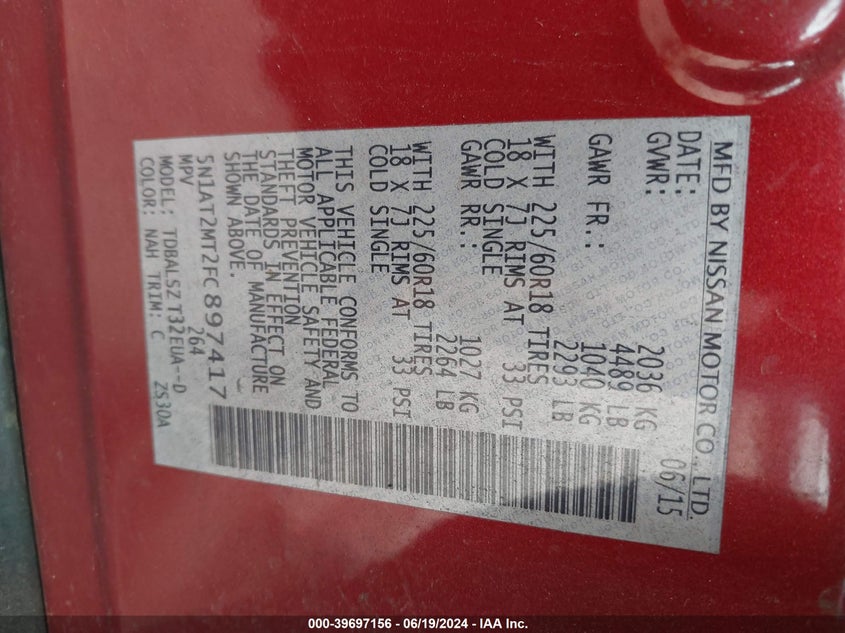 MFD BY NISSAN MOTOR CO., LTD.
DATE: 06/15
GVWR: 2036 KG
4489 LB
GAWR FR.: 1040 KG
2293 LB
WITH 225/60R18 TIRES
18 X 7J RIMS AT 33 PSI
COLD SINGLE
GAWR RR.: 1027 KG
2264 LB
WITH 225/60R18 TIRES
18 X 7J RIMS AT 33 PSI
COLD SINGLE
THIS VEHICLE CONFORMS TO
ALL APPLICABLE FEDERAL
MOTOR VEHICLE SAFETY AND
THEFT PREVENTION
STANDARDS IN EFFECT ON
THE DATE OF MANUFACTURE
SHOWN ABOVE.
5N1AT2MT2FC897417
MPV 264
MODEL: TDBALSZ T32EUA--D
COLOR: NAH TRIM: C ZS30A
000-39697156 - 06/19/2024 - IAA Inc.